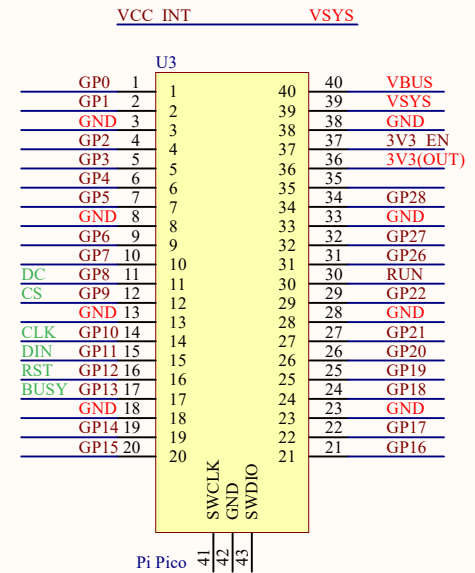 VCC INT VSYS
U3
GP0 1 1 40 40 VBUS
GP1 2 2 39 39 VSYS
GND 3 3 38 38 GND
GP2 4 4 37 37 3V3 EN
GP3 5 5 36 36 3V3(OUT)
GP4 6 6 35 35
GP5 7 7 34 34 GP28
GND 8 8 33 33 GND
GP6 9 9 32 32 GP27
GP7 10 10 31 31 GP26
DC GP8 11 11 30 30 RUN
CS GP9 12 12 29 29 GP22
GND 13 13 28 28 GND
CLK GP10 14 14 27 27 GP21
DIN GP11 15 15 26 26 GP20
RST GP12 16 16 25 25 GP19
BUSY GP13 17 17 24 24 GP18
GND 18 18 23 23 GND
GP14 19 19 22 22 GP17
GP15 20 20 21 21 GP16
SWCLK GND SWDIO
Pi Pico 41 42 43